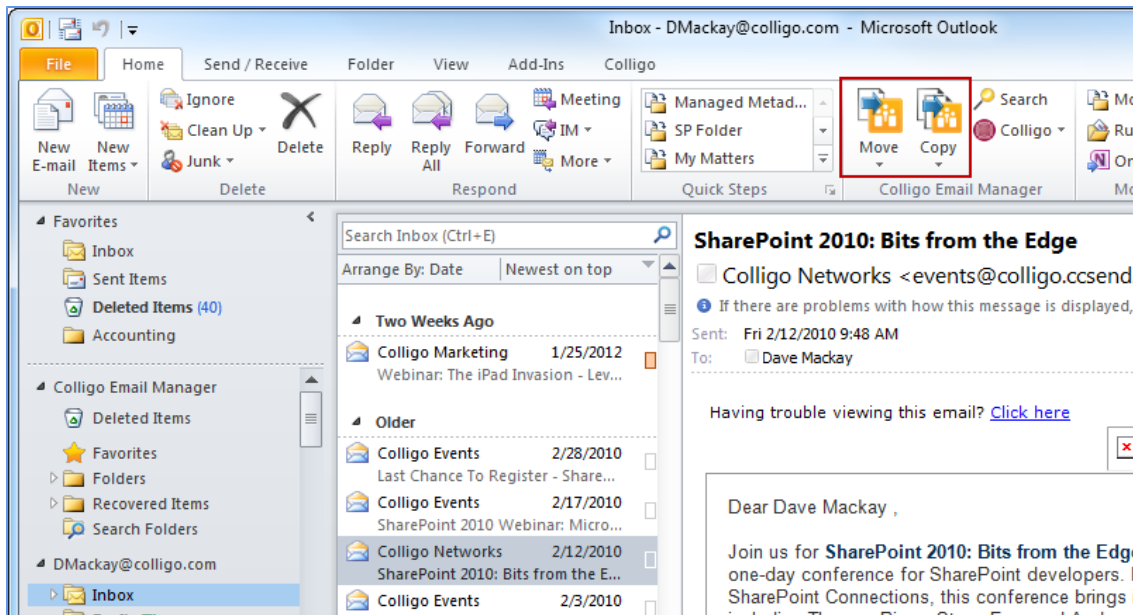 Inbox - DMackay@colligo.com - Microsoft Outlook
File Home Send / Receive Folder View Add-Ins Colligo
New E-mail
New Items
New
Ignore
Clean Up
Junk
Delete
Delete
Reply
Reply All
Forward
Meeting
IM
More
Respond
Managed Metad...
SP Folder
My Matters
Quick Steps
Move
Copy
Search
Colligo
Colligo Email Manager
Favorites
Inbox
Sent Items
Deleted Items (40)
Accounting
Colligo Email Manager
Deleted Items
Favorites
Folders
Recovered Items
Search Folders
DMackay@colligo.com
Inbox
Search Inbox (Ctrl+E)
Arrange By: Date Newest on top
Two Weeks Ago
Colligo Marketing 1/25/2012
Webinar: The iPad Invasion - Lev...
Older
Colligo Events 2/28/2010
Last Chance To Register - Share...
Colligo Events 2/17/2010
SharePoint 2010 Webinar: Micro...
Colligo Networks 2/12/2010
SharePoint 2010: Bits from the E...
Colligo Events 2/3/2010
SharePoint 2010: Bits from the Edge
Colligo Networks <events@colligo.ccsend
If there are problems with how this message is displayed,
Sent: Fri 2/12/2010 9:48 AM
To: Dave Mackay
Having trouble viewing this email? Click here
Dear Dave Mackay ,
Join us for SharePoint 2010: Bits from the Edge
one-day conference for SharePoint developers.
SharePoint Connections, this conference brings